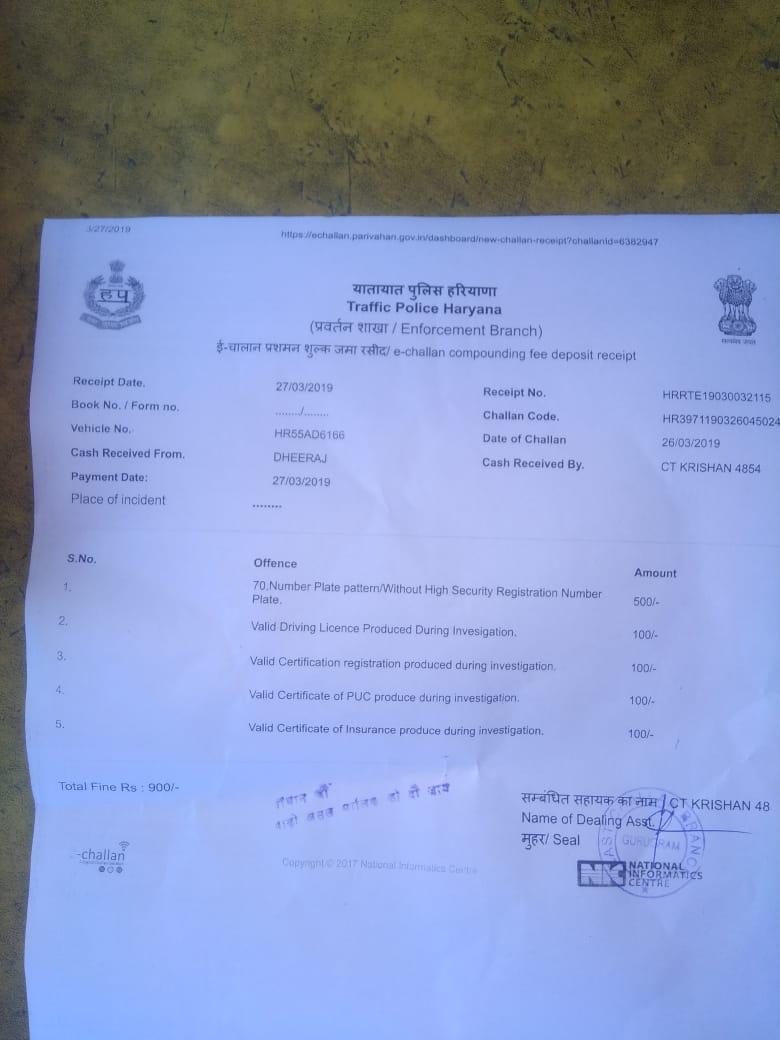 3/27/2019
https://echallan.parivahan.gov.in/dashboard/new-challan-receipt?challanid=6382947
हपु
सत्यमेव जयते
यातायात पुलिस हरियाणा
Traffic Police Haryana
(प्रवर्तन शाखा / Enforcement Branch)
ई-चालान प्रशमन शुल्क जमा रसीद/ e-challan compounding fee deposit receipt
Receipt Date. 27/03/2019 Receipt No. HRRTE19030032115
Book No. / Form no. ......../........ Challan Code. HR3971190326045024
Vehicle No. HR55AD6166 Date of Challan 26/03/2019
Cash Received From. DHEERAJ Cash Received By. CT KRISHAN 4854
Payment Date: 27/03/2019
Place of incident ........
S.No. Offence Amount
1. 70,Number Plate pattern/Without High Security Registration Number
Plate. 500/-
2. Valid Driving Licence Produced During Invesigation. 100/-
3. Valid Certification registration produced during investigation. 100/-
4. Valid Certificate of PUC produce during investigation. 100/-
5. Valid Certificate of Insurance produce during investigation. 100/-
Total Fine Rs : 900/-
सम्बंधित सहायक का नाम CT KRISHAN 48
Name of Dealing Asst.
मुहर/ Seal
GURUGRAM
BRANC
-challan
Copyright © 2017 National Informatics Centre
NATIONAL
INFORMATICS
CENTRE